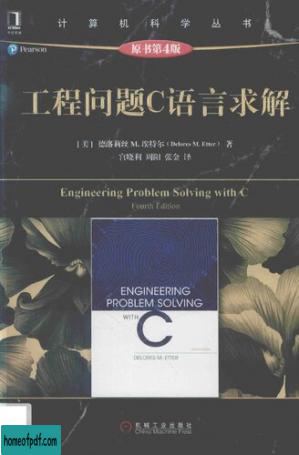 计算机科学丛书
Pearson
原书第4版
工程问题C语言求解
[美] 德洛莉丝 M. 埃特尔 (Delores M. Etter) 著
宫晓利 周阳 张金 译
Engineering Problem Solving with C
Fourth Edition
ENGINEERING
PROBLEM SOLVING
WITH
C
DELORES M. ETTER
机械工业出版社
China Machine Press
homeofpdf.com